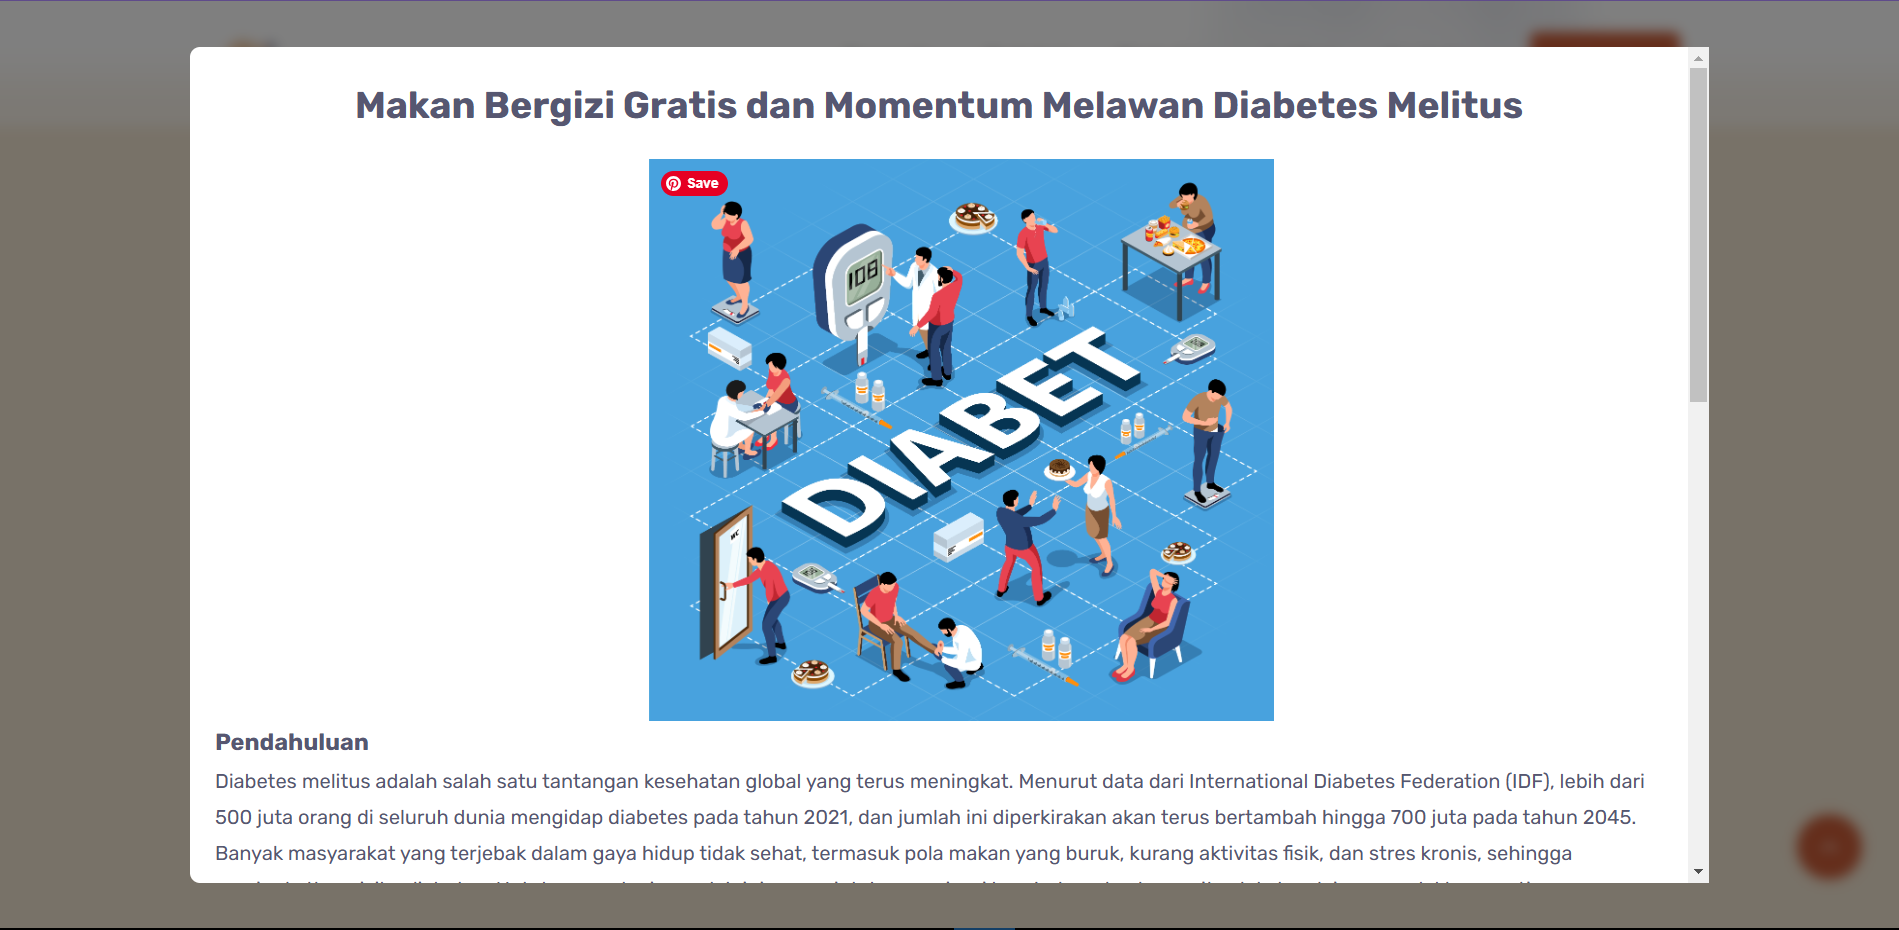 Makan Bergizi Gratis dan Momentum Melawan Diabetes Melitus
Save
108
DIABET
WC
Pendahuluan
Diabetes melitus adalah salah satu tantangan kesehatan global yang terus meningkat. Menurut data dari International Diabetes Federation (IDF), lebih dari
500 juta orang di seluruh dunia mengidap diabetes pada tahun 2021, dan jumlah ini diperkirakan akan terus bertambah hingga 700 juta pada tahun 2045.
Banyak masyarakat yang terjebak dalam gaya hidup tidak sehat, termasuk pola makan yang buruk, kurang aktivitas fisik, dan stres kronis, sehingga